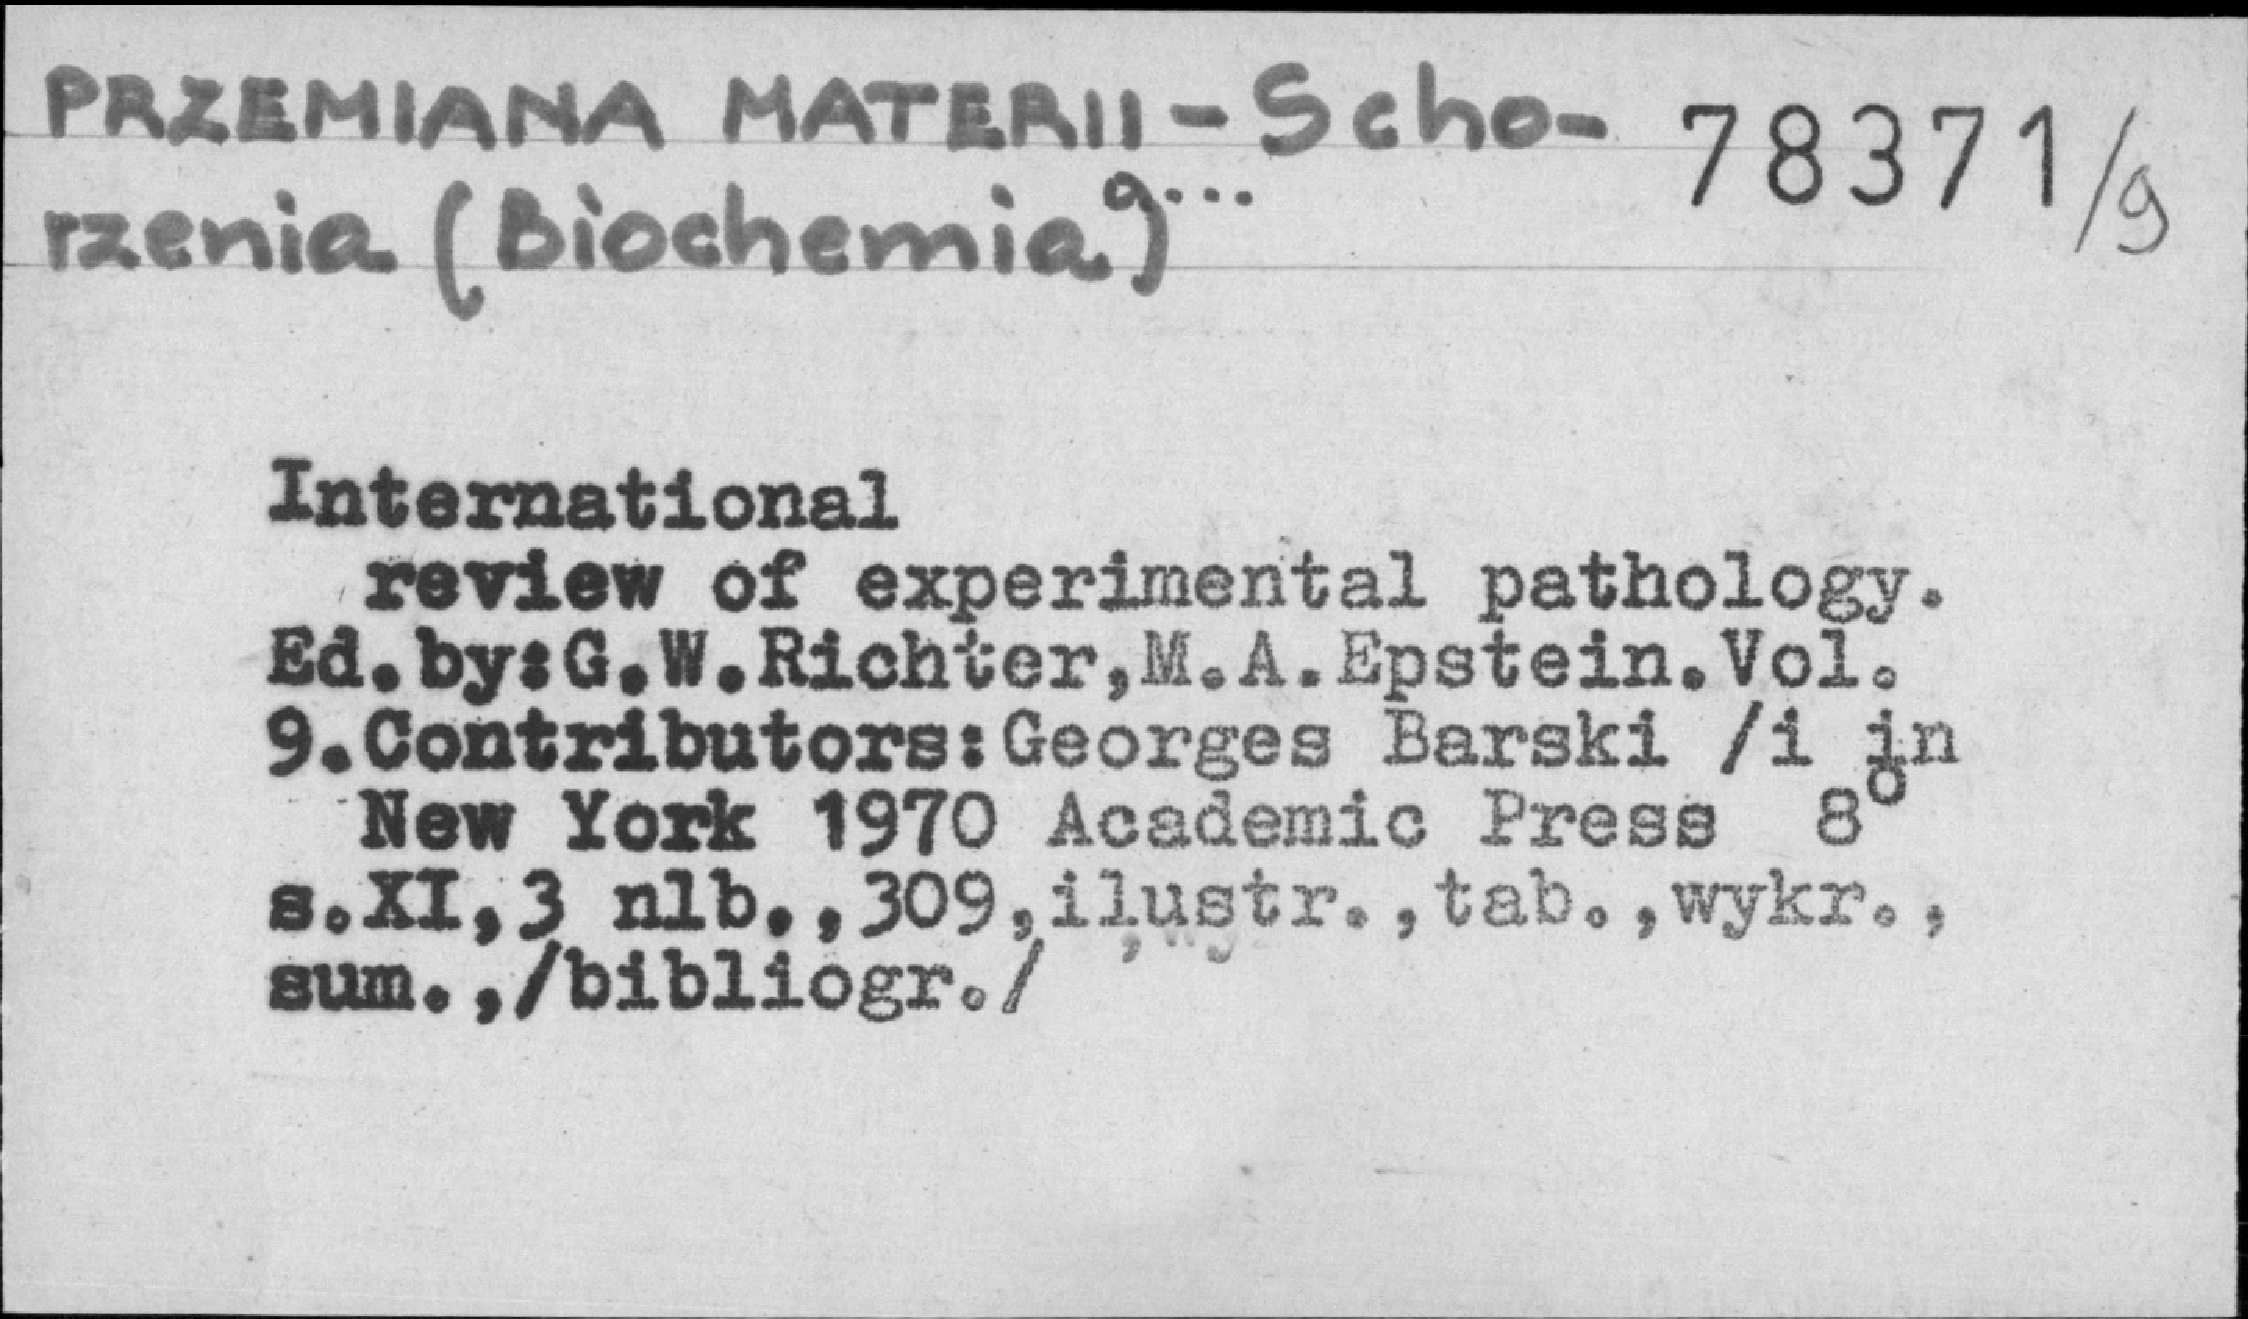 PRZEMIANA MATERII - Scho- 78371/9
rzenia (Biochemia)...
International
review of experimental pathology.
Ed.by:G.W.Richter,M.A.Epstein.Vol.
9.Contributors:Georges Barski /i in
New York 1970 Academic Press 8°
s.XI,3 nlb.,309,ilustr.,tab.,wykr.,
sum.,/bibliogr./